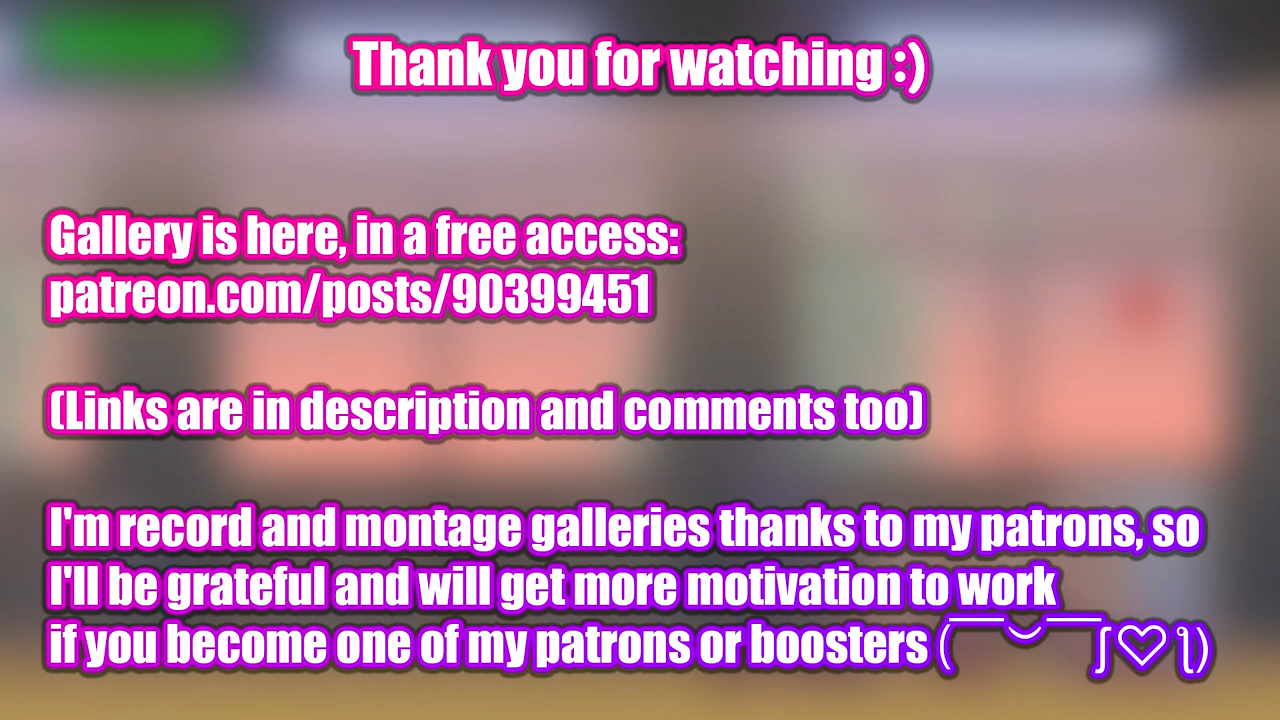 Thank you for watching :)
Gallery is here, in a free access:
patreon.com/posts/90399451
(Links are in description and comments too)
I'm record and montage galleries thanks to my patrons, so
I'll be grateful and will get more motivation to work
if you become one of my patrons or boosters (￣︶￣ʃ♡ƪ)